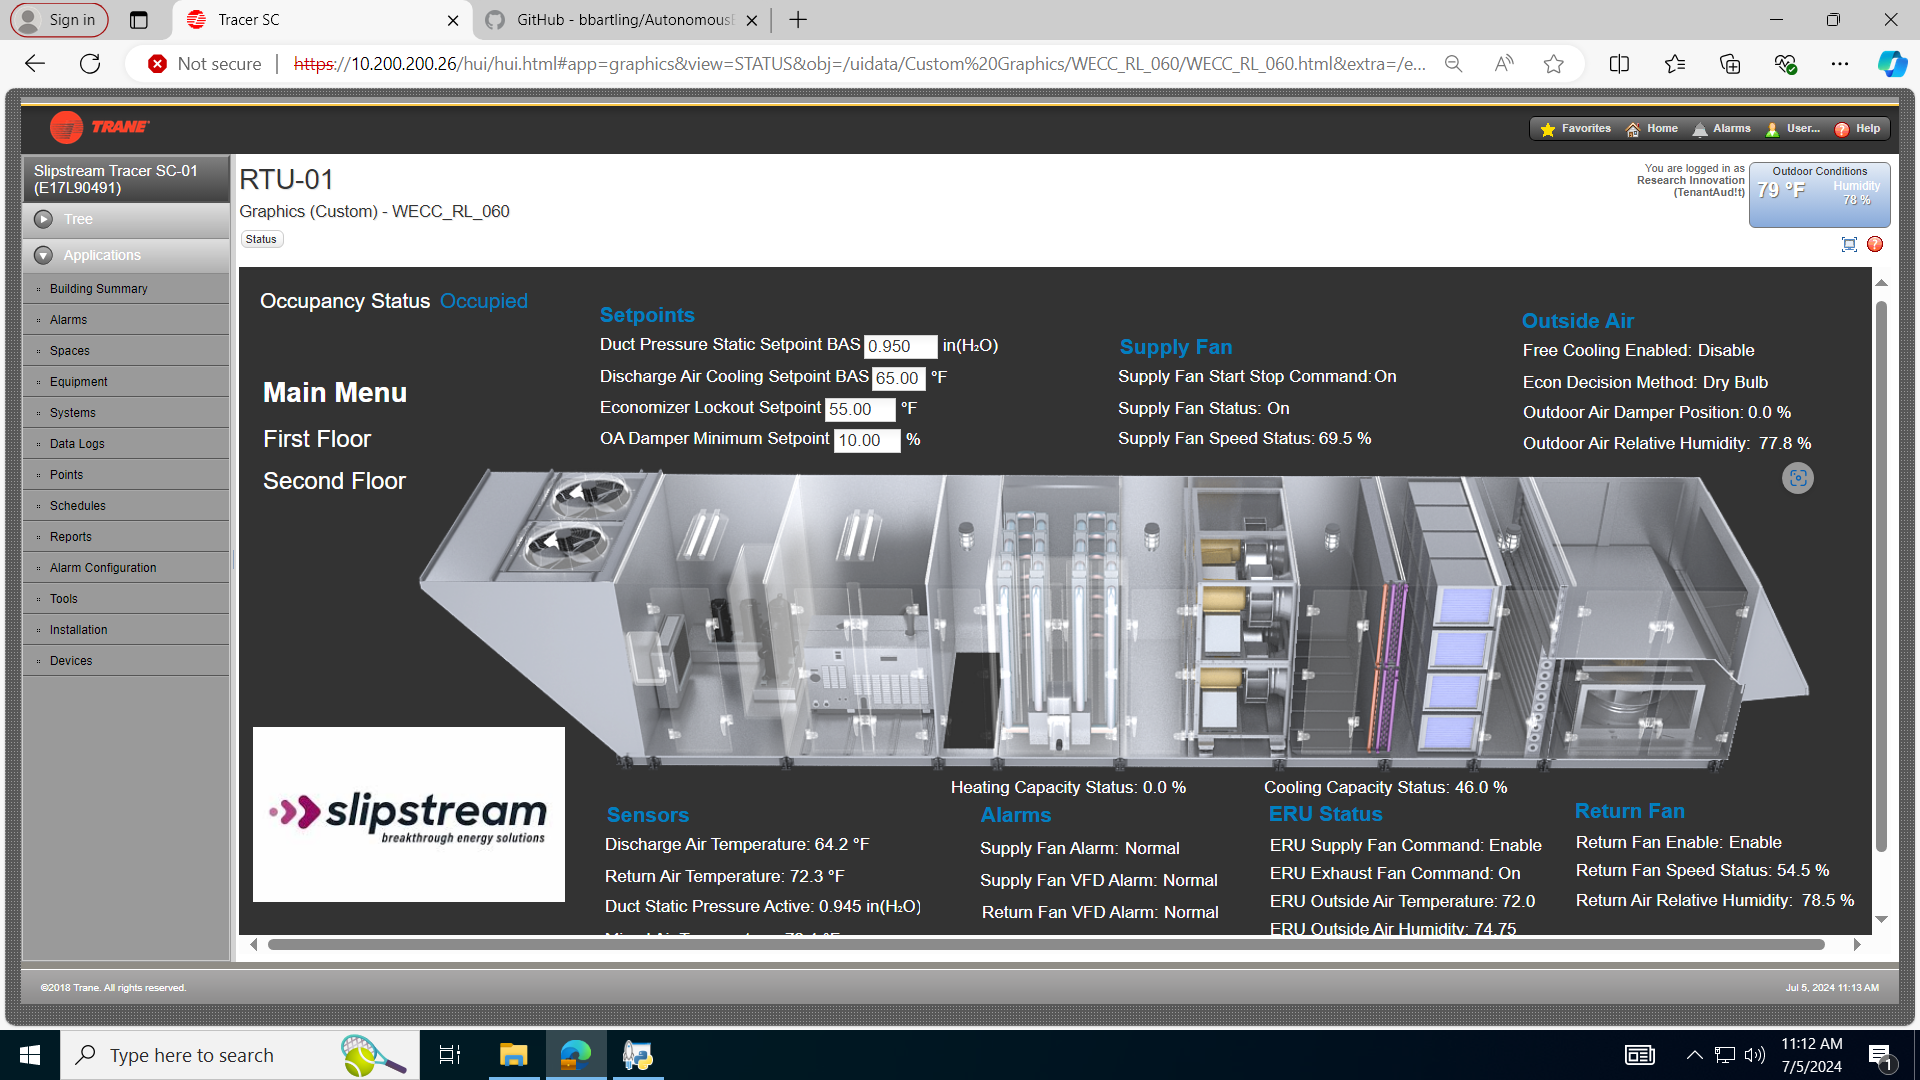 Sign in
Tracer SC
GitHub - bbartling/AutonomousB
Not secure
https://10.200.200.26/hui/hui.html#app=graphics&view=STATUS&obj=/uidata/Custom%20Graphics/WECC_RL_060/WECC_RL_060.html&extra=/e...
TRANE
Favorites
Home
Alarms
User...
Help
Slipstream Tracer SC-01
(E17L90491)
Tree
Applications
Building Summary
Alarms
Spaces
Equipment
Systems
Data Logs
Points
Schedules
Reports
Alarm Configuration
Tools
Installation
Devices
RTU-01
Graphics (Custom) - WECC_RL_060
Status
You are logged in as
Research Innovation
(TenantAud!t)
Outdoor Conditions
79 °F
Humidity
78 %
Occupancy Status Occupied
Main Menu
First Floor
Second Floor
Setpoints
Duct Pressure Static Setpoint BAS 0.950 in(H₂O)
Discharge Air Cooling Setpoint BAS 65.00 °F
Economizer Lockout Setpoint 55.00 °F
OA Damper Minimum Setpoint 10.00 %
Supply Fan
Supply Fan Start Stop Command: On
Supply Fan Status: On
Supply Fan Speed Status: 69.5 %
Outside Air
Free Cooling Enabled: Disable
Econ Decision Method: Dry Bulb
Outdoor Air Damper Position: 0.0 %
Outdoor Air Relative Humidity: 77.8 %
Heating Capacity Status: 0.0 %
Cooling Capacity Status: 46.0 %
slipstream
breakthrough energy solutions
Sensors
Discharge Air Temperature: 64.2 °F
Return Air Temperature: 72.3 °F
Duct Static Pressure Active: 0.945 in(H₂O)
Alarms
Supply Fan Alarm: Normal
Supply Fan VFD Alarm: Normal
Return Fan VFD Alarm: Normal
ERU Status
ERU Supply Fan Command: Enable
ERU Exhaust Fan Command: On
ERU Outside Air Temperature: 72.0
ERU Outside Air Humidity: 74.75
Return Fan
Return Fan Enable: Enable
Return Fan Speed Status: 54.5 %
Return Air Relative Humidity: 78.5 %
©2018 Trane. All rights reserved.
Jul 5, 2024 11:13 AM
Type here to search
11:12 AM
7/5/2024
1